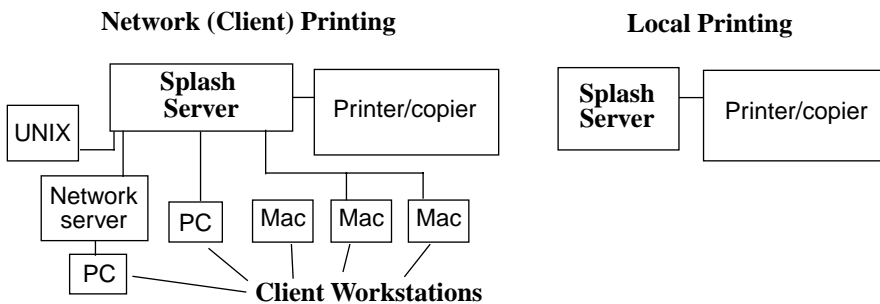 Network (Client) Printing
Local Printing
Splash
Server
Printer/copier
UNIX
Network
server
PC
Mac
Mac
Mac
PC
Client Workstations
Splash
Server
Printer/copier